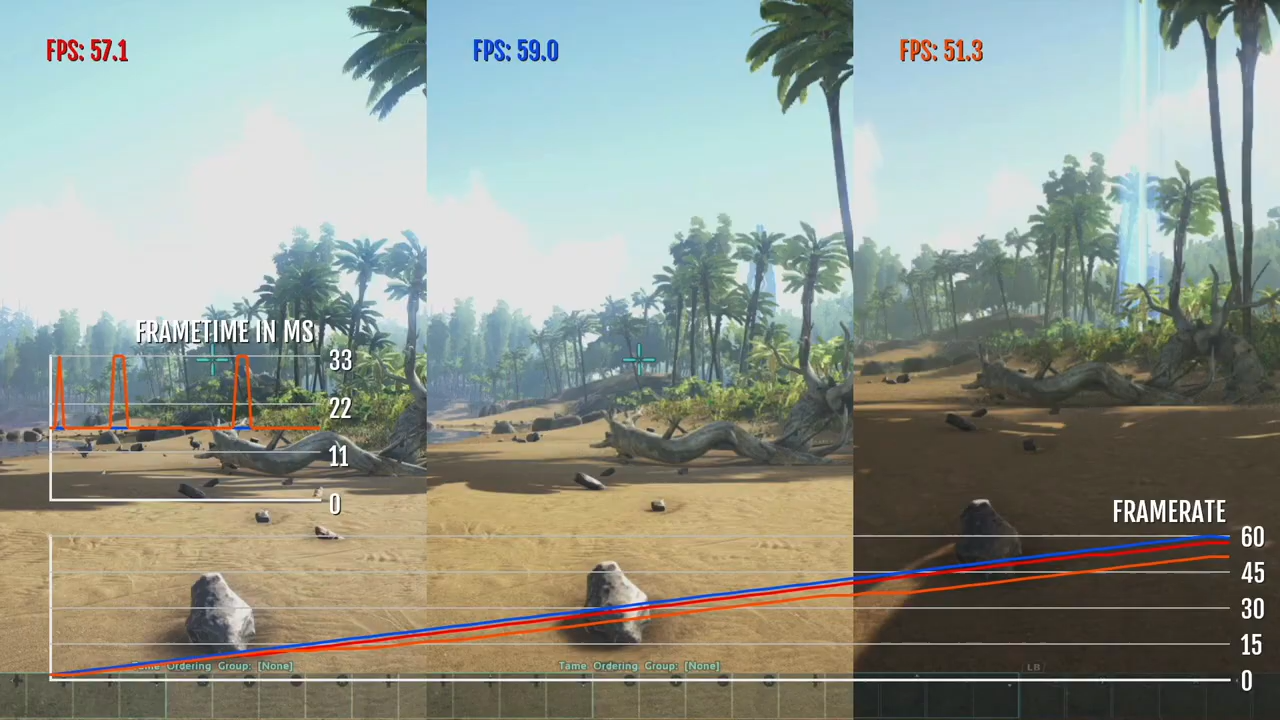 FPS: 57.1
FPS: 59.0
FPS: 51.3
FRAMETIME IN MS
33
22
11
0
FRAMERATE
60
45
30
15
0
Tame Ordering Group: [None]
Tame Ordering Group: [None]
LB